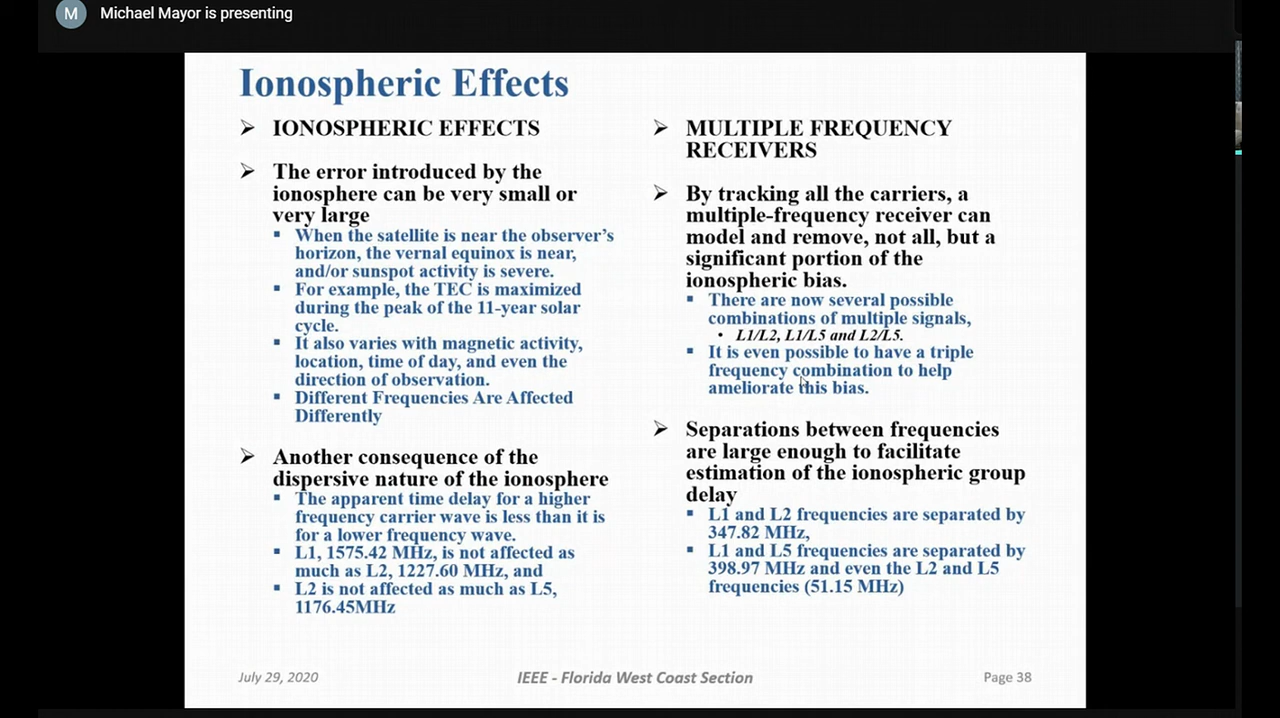 M
Michael Mayor is presenting
Ionospheric Effects
➢ IONOSPHERIC EFFECTS
➢ The error introduced by the
ionosphere can be very small or
very large
▪ When the satellite is near the observer's
horizon, the vernal equinox is near,
and/or sunspot activity is severe.
▪ For example, the TEC is maximized
during the peak of the 11-year solar
cycle.
▪ It also varies with magnetic activity,
location, time of day, and even the
direction of observation.
▪ Different Frequencies Are Affected
Differently
➢ Another consequence of the
dispersive nature of the ionosphere
▪ The apparent time delay for a higher
frequency carrier wave is less than it is
for a lower frequency wave.
▪ L1, 1575.42 MHz, is not affected as
much as L2, 1227.60 MHz, and
▪ L2 is not affected as much as L5,
1176.45MHz
➢ MULTIPLE FREQUENCY
RECEIVERS
➢ By tracking all the carriers, a
multiple-frequency receiver can
model and remove, not all, but a
significant portion of the
ionospheric bias.
▪ There are now several possible
combinations of multiple signals,
• L1/L2, L1/L5 and L2/L5.
▪ It is even possible to have a triple
frequency combination to help
ameliorate this bias.
➢ Separations between frequencies
are large enough to facilitate
estimation of the ionospheric group
delay
▪ L1 and L2 frequencies are separated by
347.82 MHz,
▪ L1 and L5 frequencies are separated by
398.97 MHz and even the L2 and L5
frequencies (51.15 MHz)
July 29, 2020
IEEE - Florida West Coast Section
Page 38